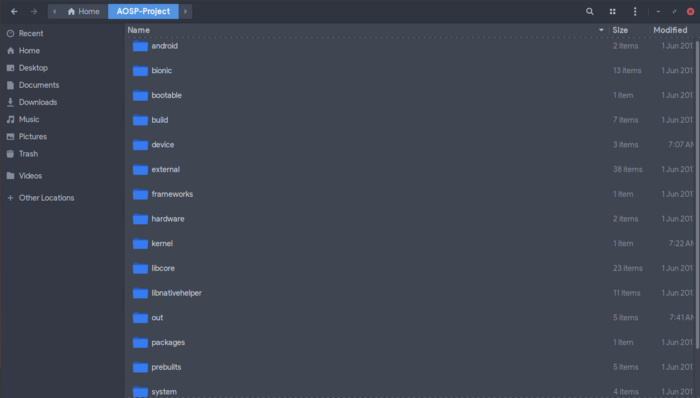 Home AOSP-Project
Name Size Modified
Recent
Home
Desktop
Documents
Downloads
Music
Pictures
Trash
Videos
Other Locations
android 2 items 1 Jun 201
bionic 13 items 1 Jun 201
bootable 1 item 1 Jun 201
build 7 items 1 Jun 201
device 3 items 7:07 AM
external 38 items 1 Jun 201
frameworks 1 item 1 Jun 201
hardware 2 items 1 Jun 201
kernel 1 item 7:22 AM
libcore 23 items 1 Jun 201
libnativehelper 11 items 1 Jun 201
out 5 items 7:41 AM
packages 1 item 1 Jun 201
prebuilts 5 items 1 Jun 201
system 4 items 1 Jun 201